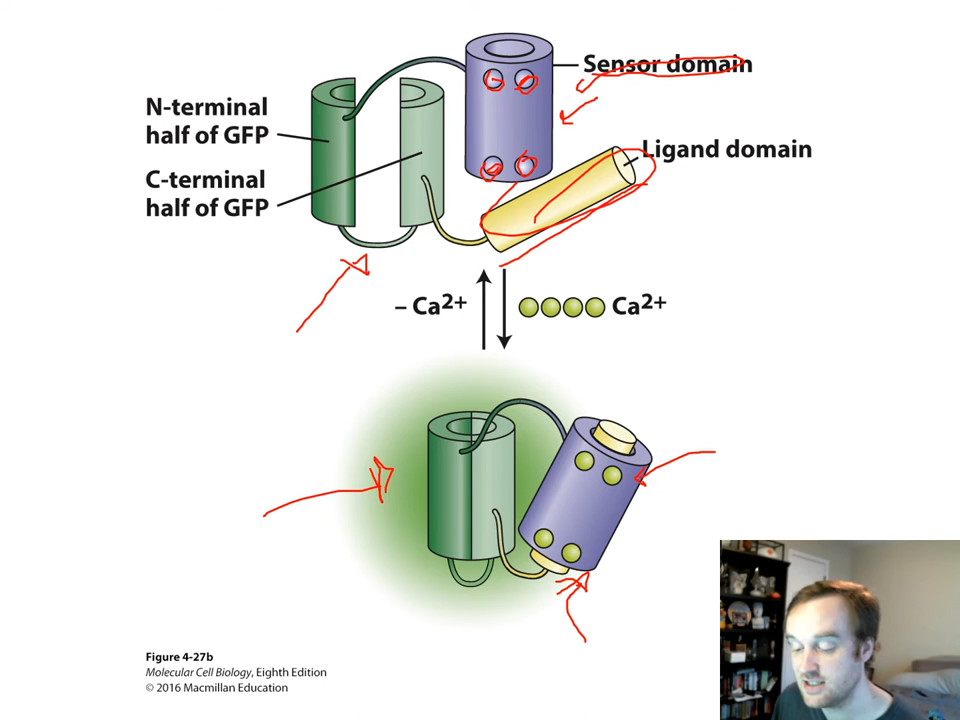 Sensor domain
N-terminal
half of GFP
Ligand domain
C-terminal
half of GFP
– Ca2+
Ca2+
Figure 4-27b
Molecular Cell Biology, Eighth Edition
© 2016 Macmillan Education